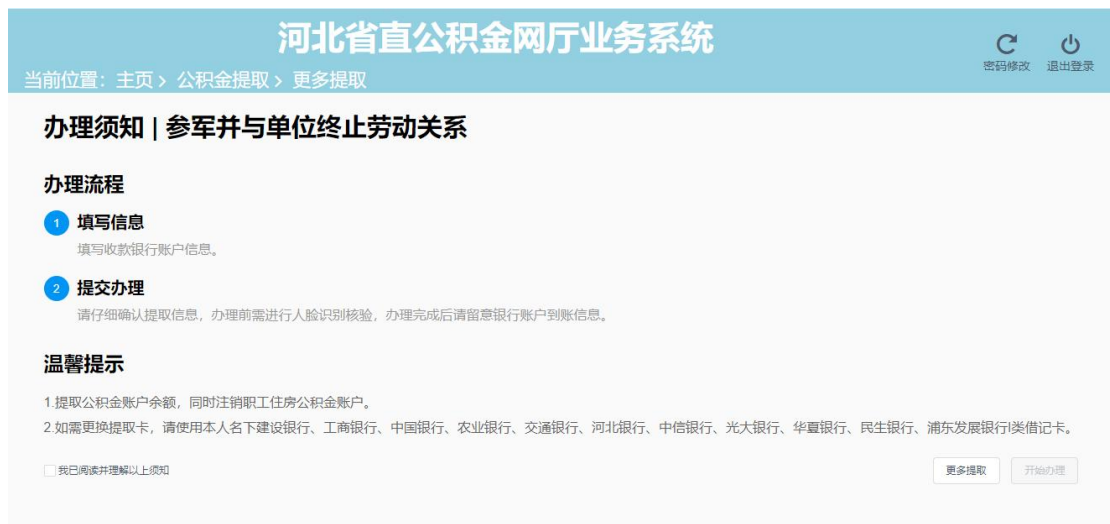 河北省直公积金网厅业务系统
密码修改 退出登录
当前位置：主页> 公积金提取> 更多提取
办理须知 | 参军并与单位终止劳动关系
办理流程
1 填写信息
填写收款银行账户信息。
2 提交办理
请仔细确认提取信息，办理前需进行人脸识别核验，办理完成后请留意银行账户到账信息。
温馨提示
1.提取公积金账户余额，同时注销职工住房公积金账户。
2.如需更换提取卡，请使用本人名下建设银行、工商银行、中国银行、农业银行、交通银行、河北银行、中信银行、光大银行、华夏银行、民生银行、浦东发展银行I类借记卡。
我已阅读并理解以上须知 更多提取 开始办理